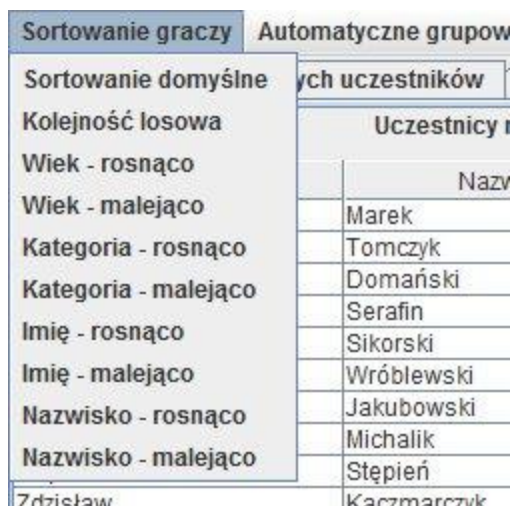 Sortowanie graczy Automatyczne grupow
Sortowanie domyślne
ych uczestników
Kolejność losowa
Uczestnicy
Wiek - rosnąco
Nazw
Wiek - malejąco
Marek
Kategoria - rosnąco
Tomczyk
Kategoria - malejąco
Domański
Serafin
Imię - rosnąco
Sikorski
Imię - malejąco
Wróblewski
Nazwisko - rosnąco
Jakubowski
Michalik
Nazwisko - malejąco
Stępień
Zdzisław Kaczmarczyk